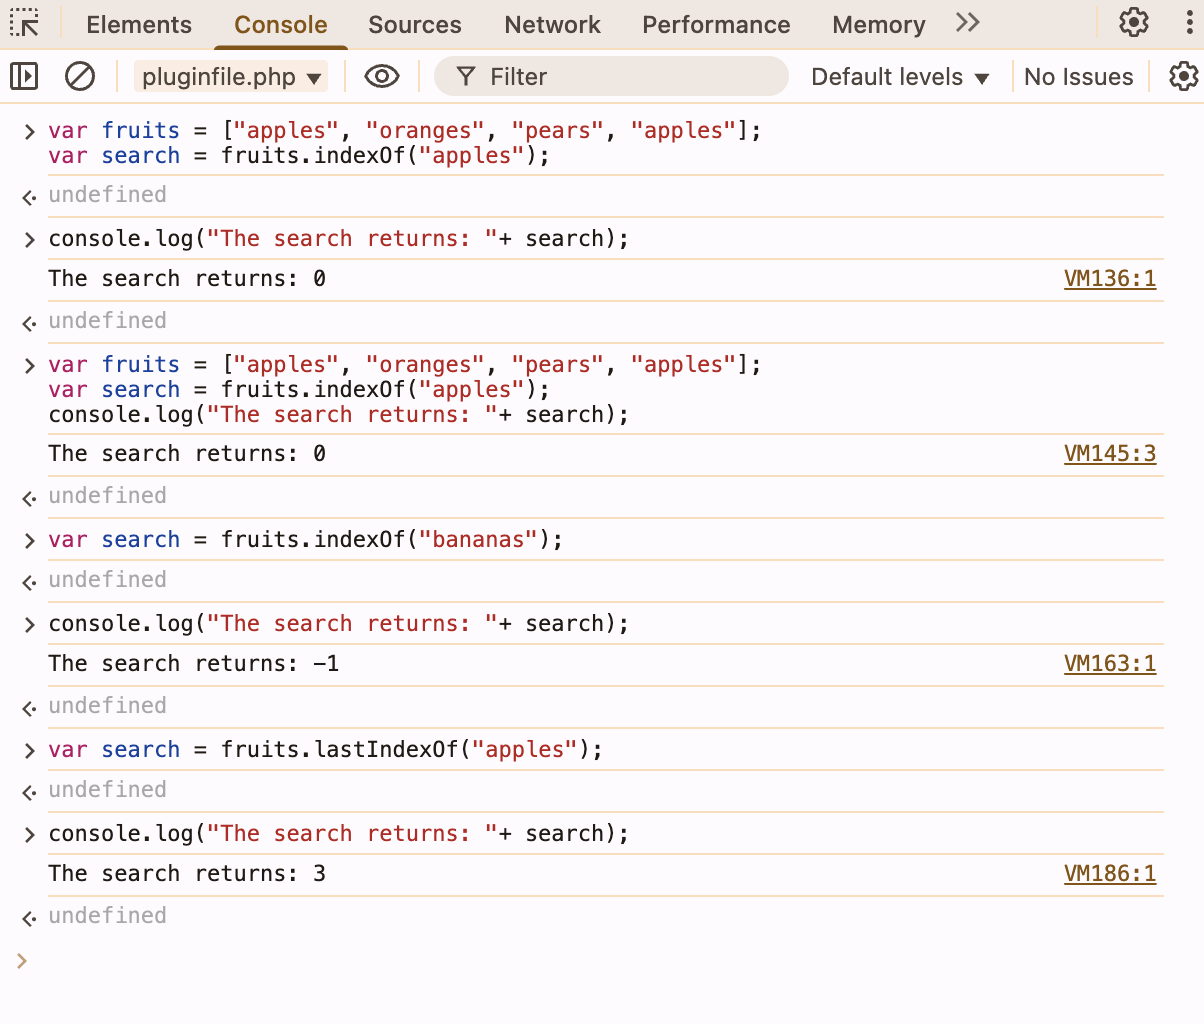 Elements Console Sources Network Performance Memory
pluginfile.php Filter Default levels No Issues
var fruits = ["apples", "oranges", "pears", "apples"];
var search = fruits.indexOf("apples");
undefined
console.log("The search returns: "+ search);
The search returns: 0 VM136:1
undefined
var fruits = ["apples", "oranges", "pears", "apples"];
var search = fruits.indexOf("apples");
console.log("The search returns: "+ search);
The search returns: 0 VM145:3
undefined
var search = fruits.indexOf("bananas");
undefined
console.log("The search returns: "+ search);
The search returns: -1 VM163:1
undefined
var search = fruits.lastIndexOf("apples");
undefined
console.log("The search returns: "+ search);
The search returns: 3 VM186:1
undefined